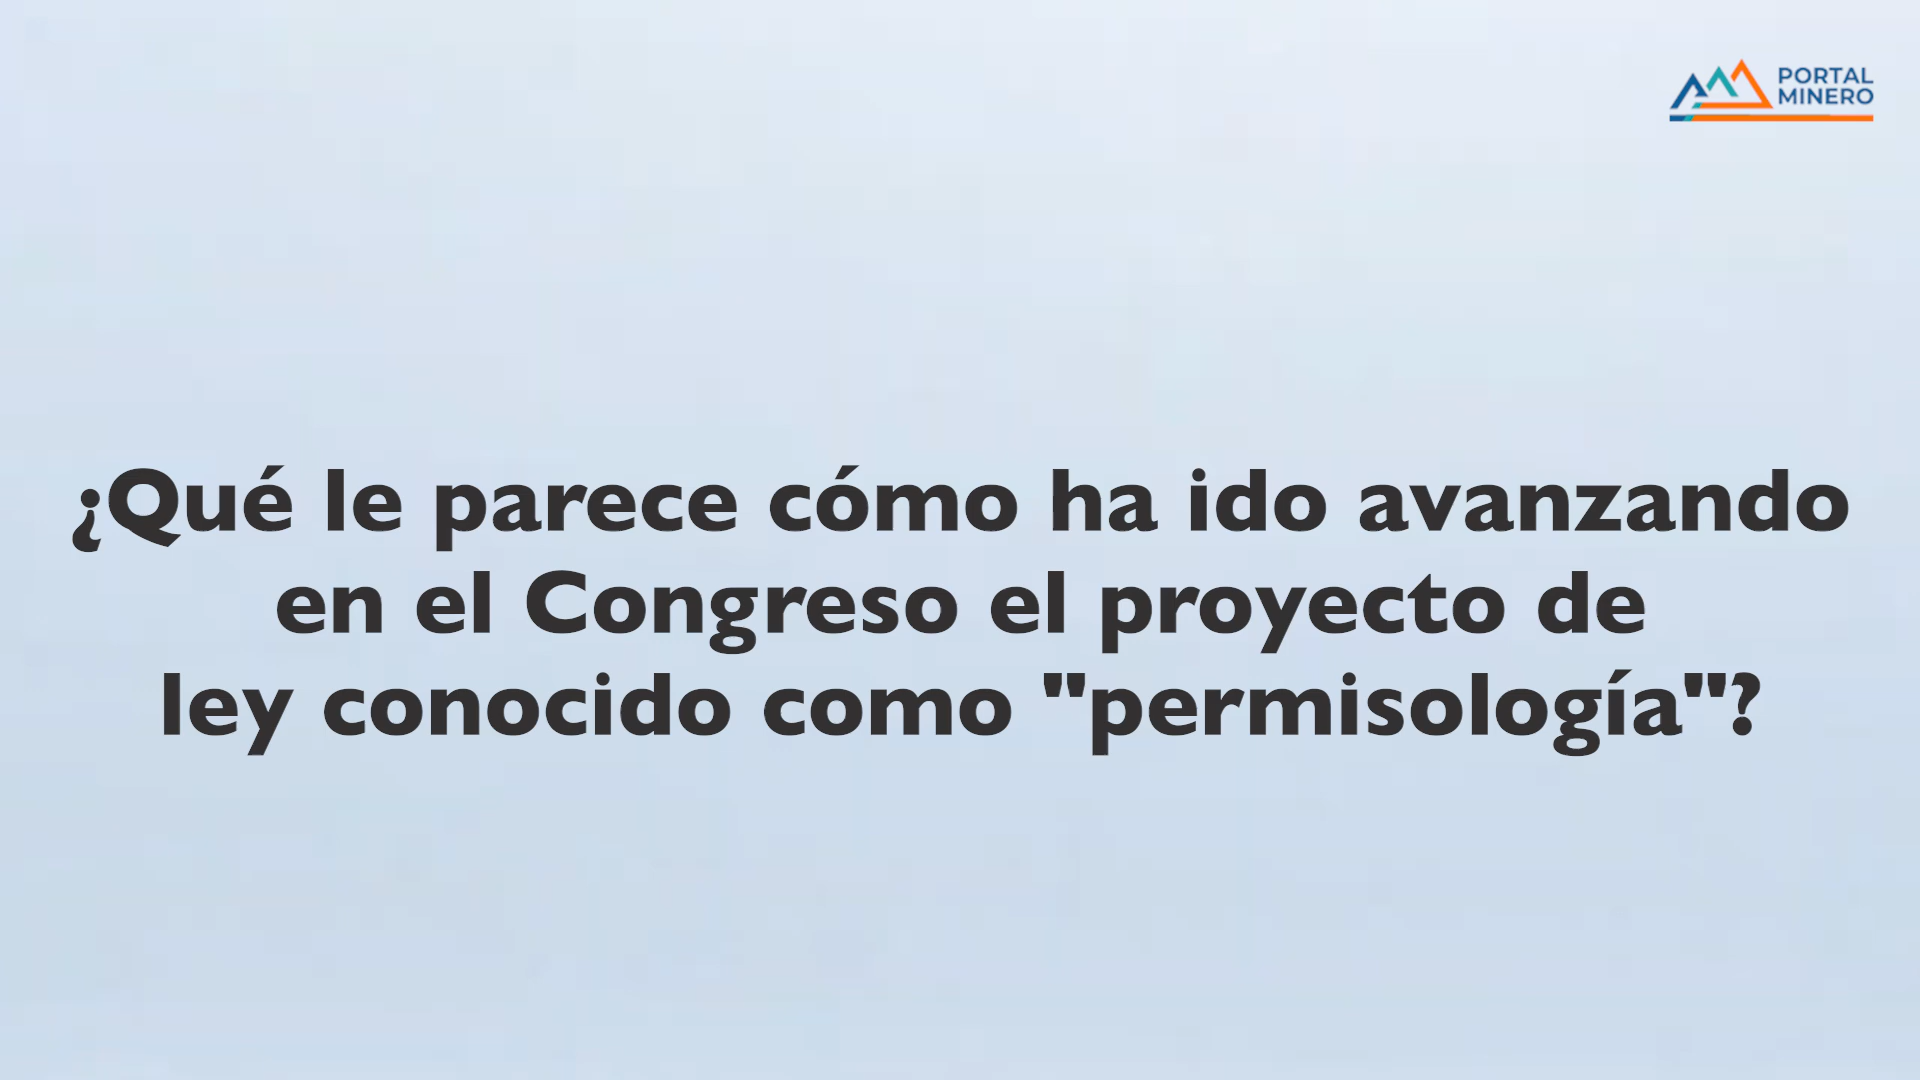 PORTAL
MINERO
¿Qué le parece cómo ha ido avanzando
en el Congreso el proyecto de
ley conocido como "permisología"?